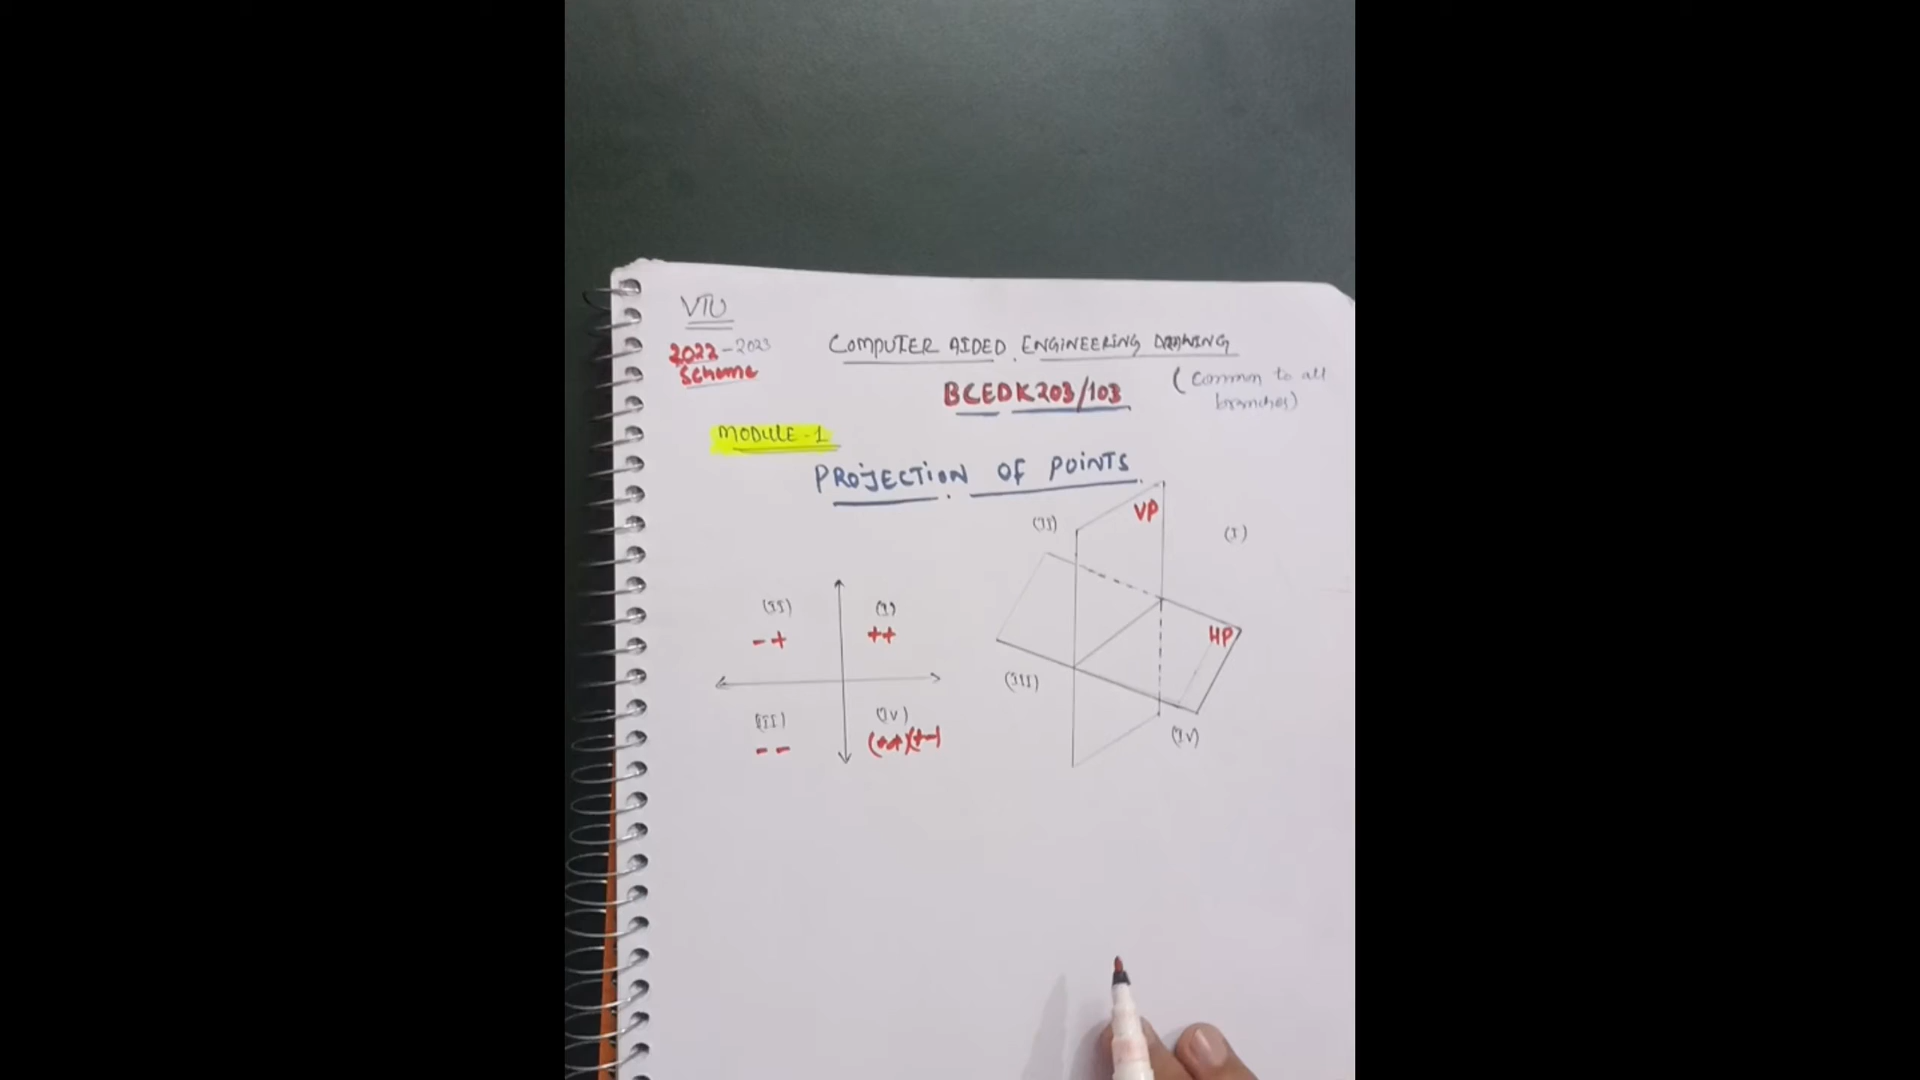 VTU
2022-2023
Scheme
COMPUTER AIDED ENGINEERING DRAWING
BCEDK203/103
(Common to all
branches)
MODULE-1
PROJECTION OF POINTS
(II)
VP
(I)
(II)
(I)
-+
++
HP
(III)
(III)
(IV)
--
(+-)
(IV)